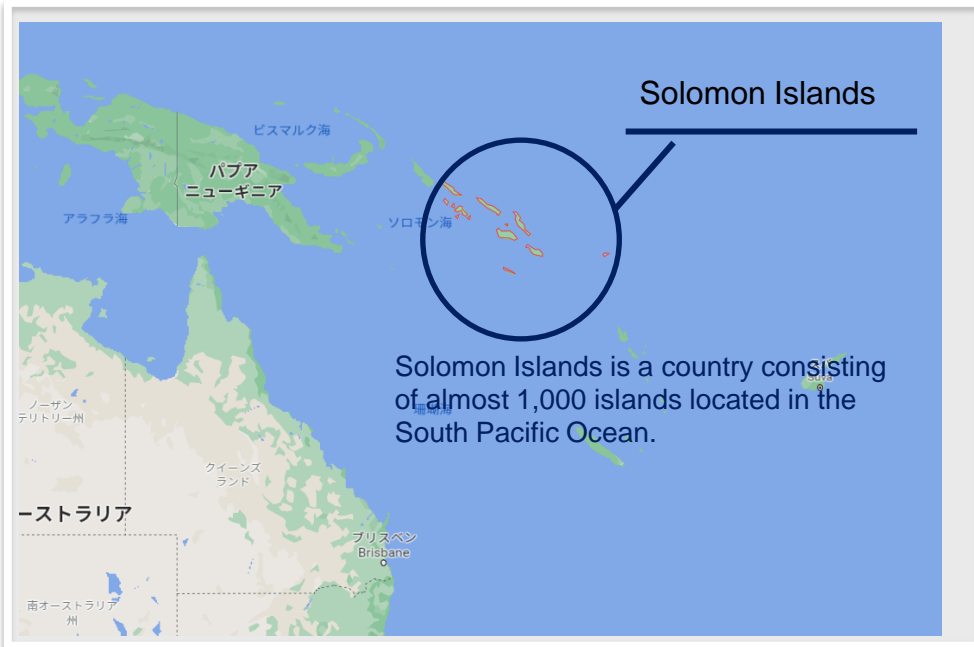 Solomon Islands
ビスマルク海
パプア
ニューギニア
アラフラ海
ソロモン海
Solomon Islands is a country consisting
of almost 1,000 islands located in the
South Pacific Ocean.
Suva
珊瑚海
ノーザン
テリトリー州
クイーンズ
ランド
ーストラリア
ブリスベン
Brisbane
南オーストラリア
州